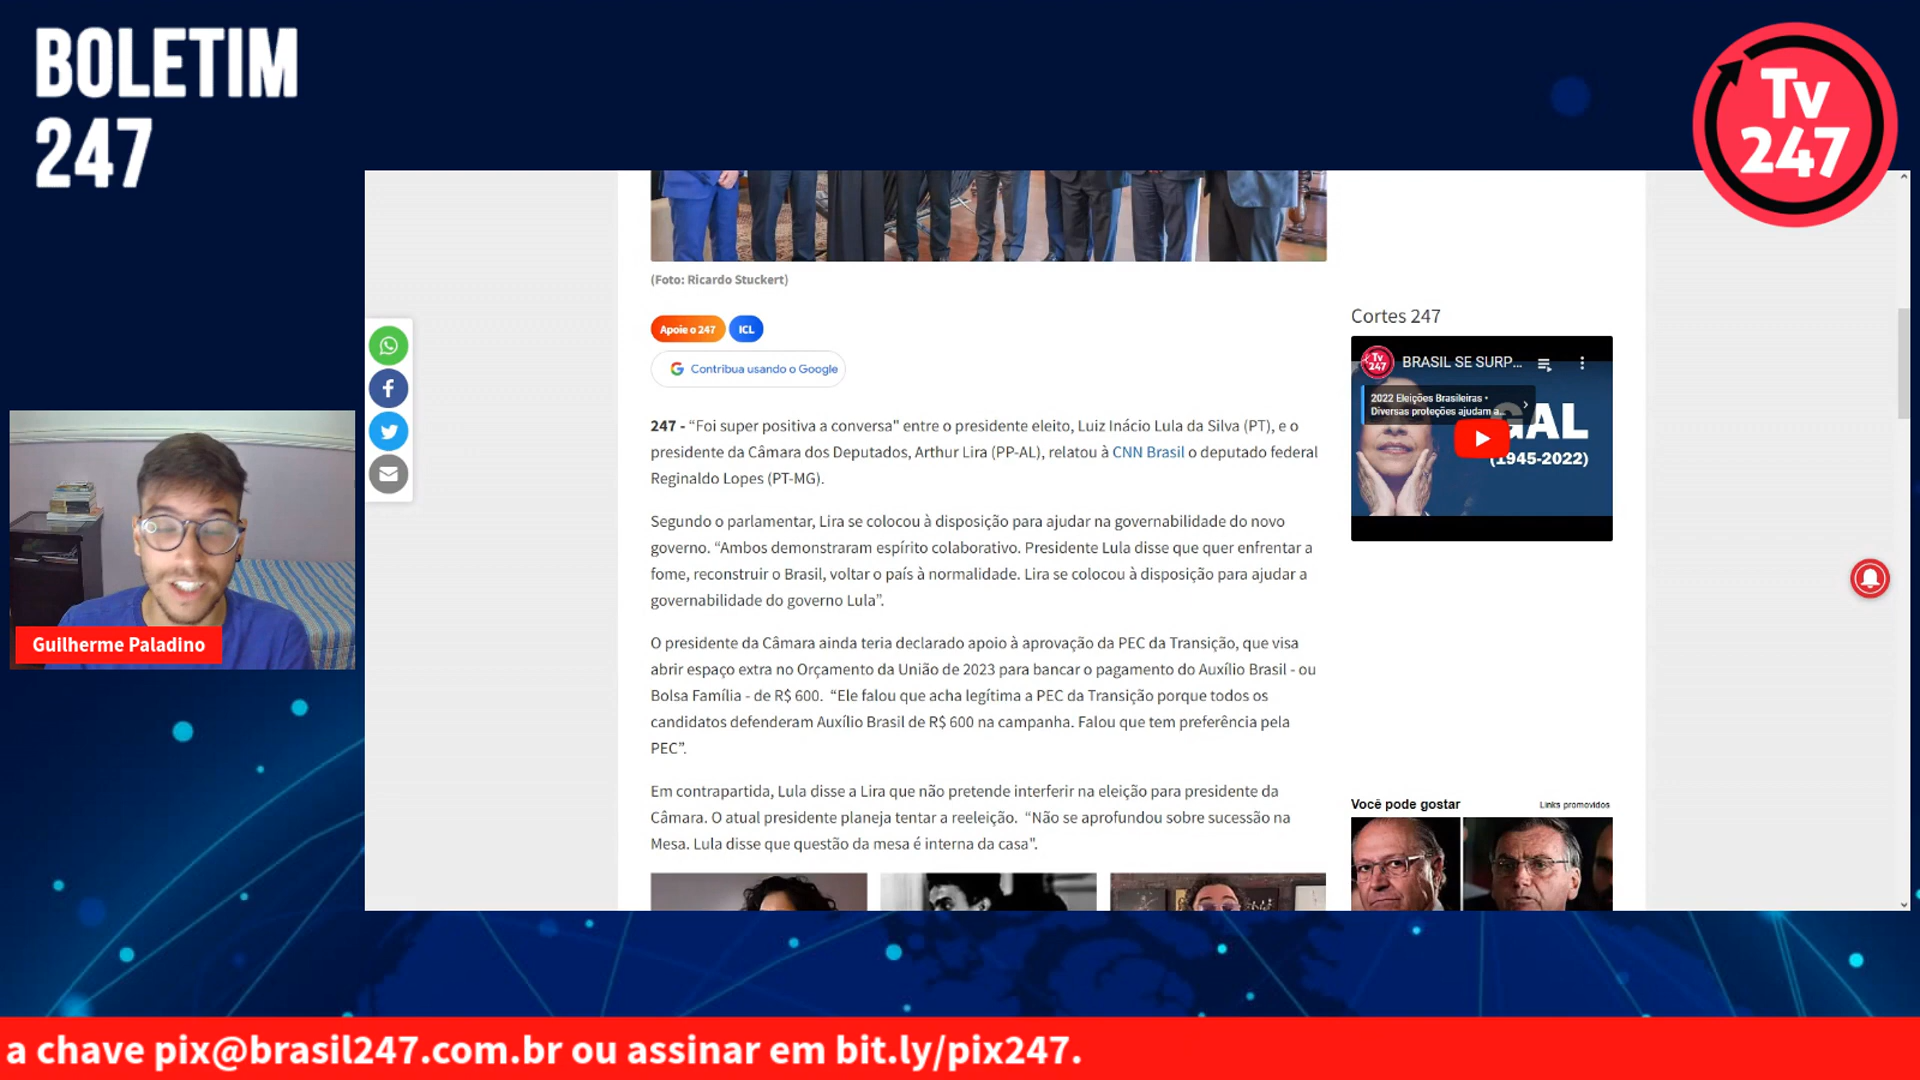 BOLETIM
247
Tv
247
(Foto: Ricardo Stuckert)
Apoie o 247
ICL
Contribua usando o Google
247 - “Foi super positiva a conversa" entre o presidente eleito, Luiz Inácio Lula da Silva (PT), e o
presidente da Câmara dos Deputados, Arthur Lira (PP-AL), relatou à CNN Brasil o deputado federal
Reginaldo Lopes (PT-MG).
Segundo o parlamentar, Lira se colocou à disposição para ajudar na governabilidade do novo
governo. “Ambos demonstraram espírito colaborativo. Presidente Lula disse que quer enfrentar a
fome, reconstruir o Brasil, voltar o país à normalidade. Lira se colocou à disposição para ajudar a
governabilidade do governo Lula”.
O presidente da Câmara ainda teria declarado apoio à aprovação da PEC da Transição, que visa
abrir espaço extra no Orçamento da União de 2023 para bancar o pagamento do Auxílio Brasil - ou
Bolsa Família - de R$ 600. “Ele falou que acha legítima a PEC da Transição porque todos os
candidatos defenderam Auxílio Brasil de R$ 600 na campanha. Falou que tem preferência pela
PEC”.
Em contrapartida, Lula disse a Lira que não pretende interferir na eleição para presidente da
Câmara. O atual presidente planeja tentar a reeleição. “Não se aprofundou sobre sucessão na
Mesa. Lula disse que questão da mesa é interna da casa”.
Cortes 247
Tv
247
BRASIL SE SURP...
2022 Eleições Brasileiras •
Diversas proteções ajudam a...
GAL
(1945-2022)
Você pode gostar
Links promovidos
Guilherme Paladino
a chave pix@brasil247.com.br ou assinar em bit.ly/pix247.